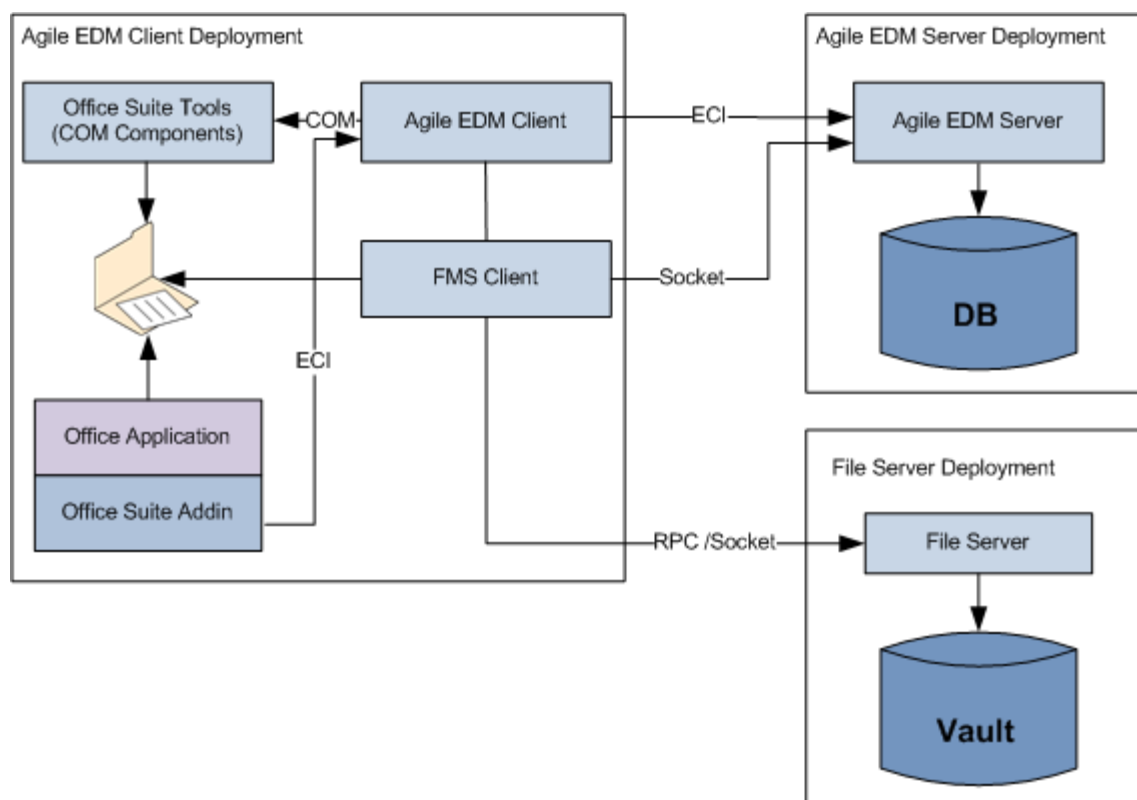 Agile EDM Client Deployment
Office Suite Tools
(COM Components)
COM
Agile EDM Client
ECI
FMS Client
Socket
ECI
Office Application
Office Suite Addin
RPC /Socket
Agile EDM Server Deployment
Agile EDM Server
DB
File Server Deployment
File Server
Vault